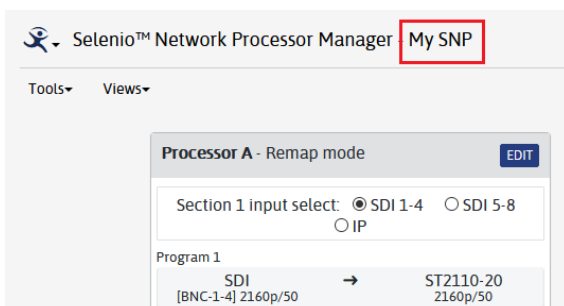 Selenio™ Network Processor Manager - My SNP
Tools▾ Views▾
Processor A - Remap mode EDIT
Section 1 input select: SDI 1-4 SDI 5-8
IP
Program 1
SDI → ST2110-20
[BNC-1-4] 2160p/50 2160p/50